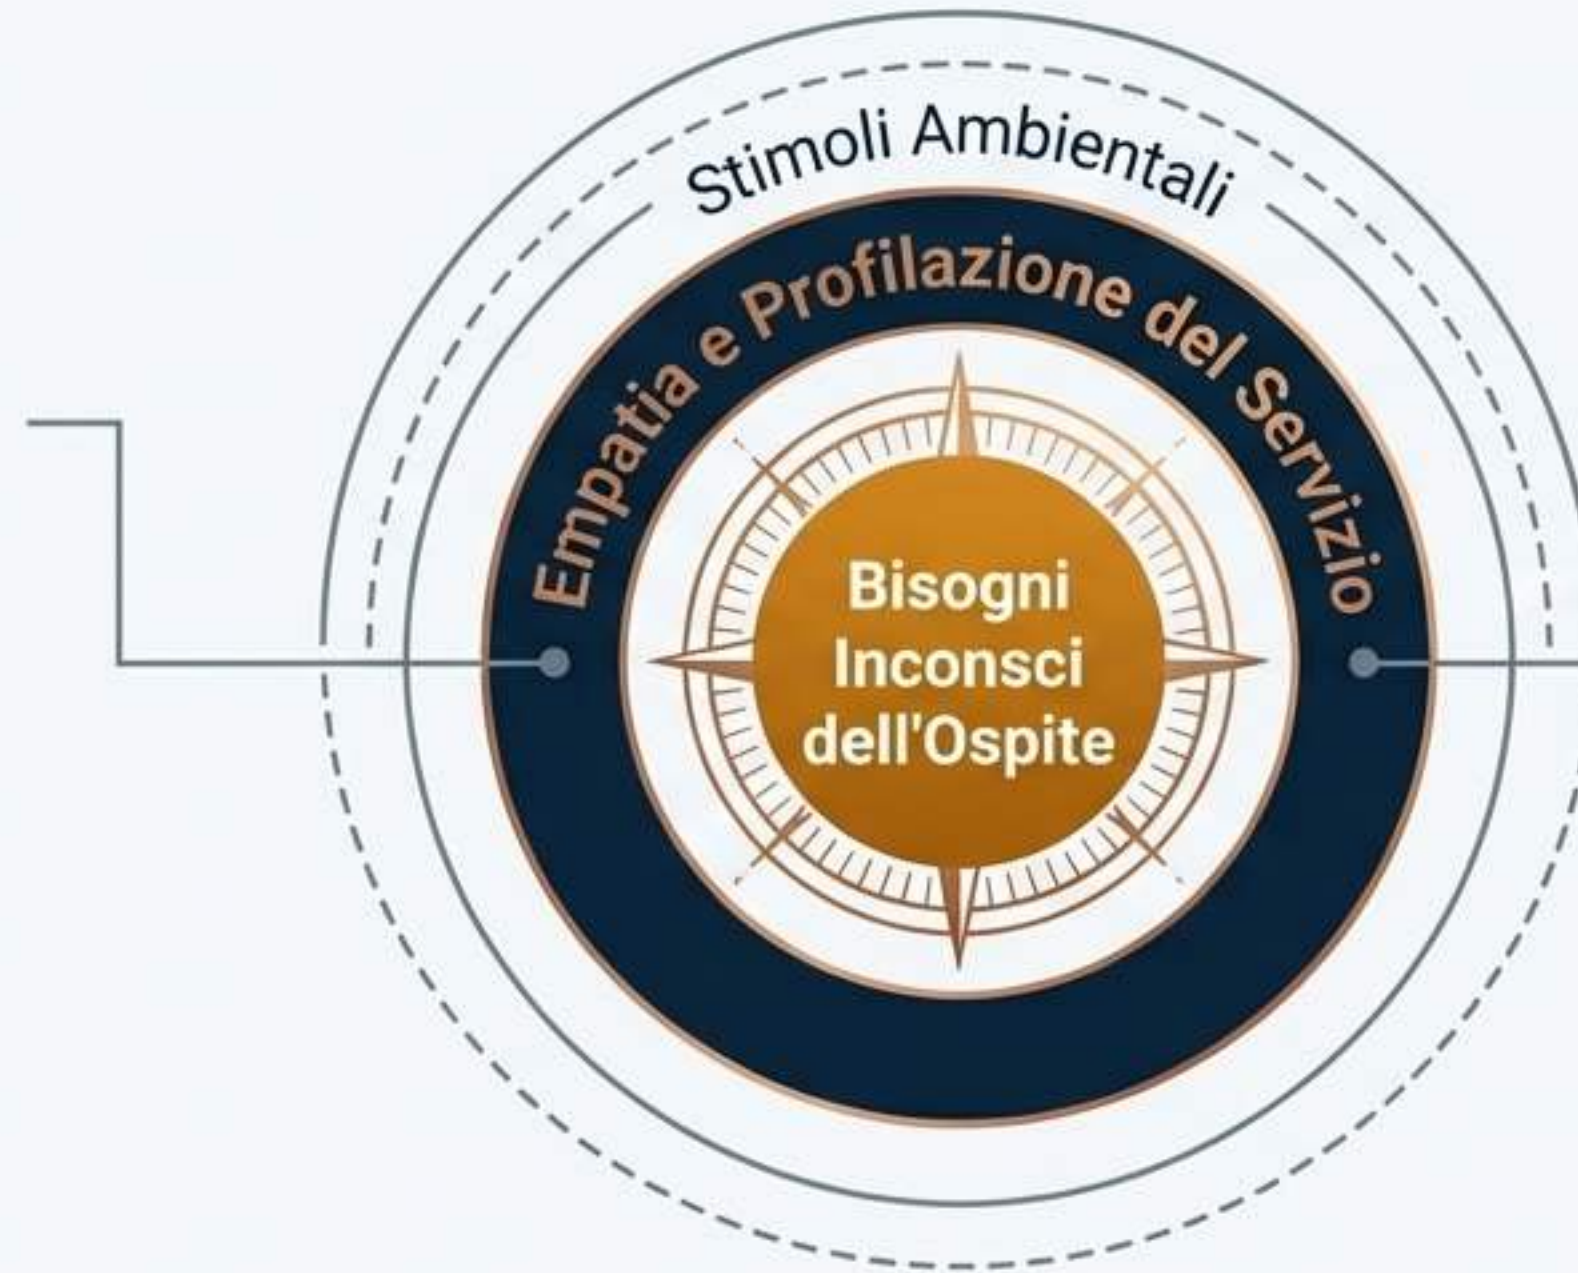 Stimoli Ambientali
Empatia e Profilazione del Servizio
Bisogni
Inconsci
dell'Ospite